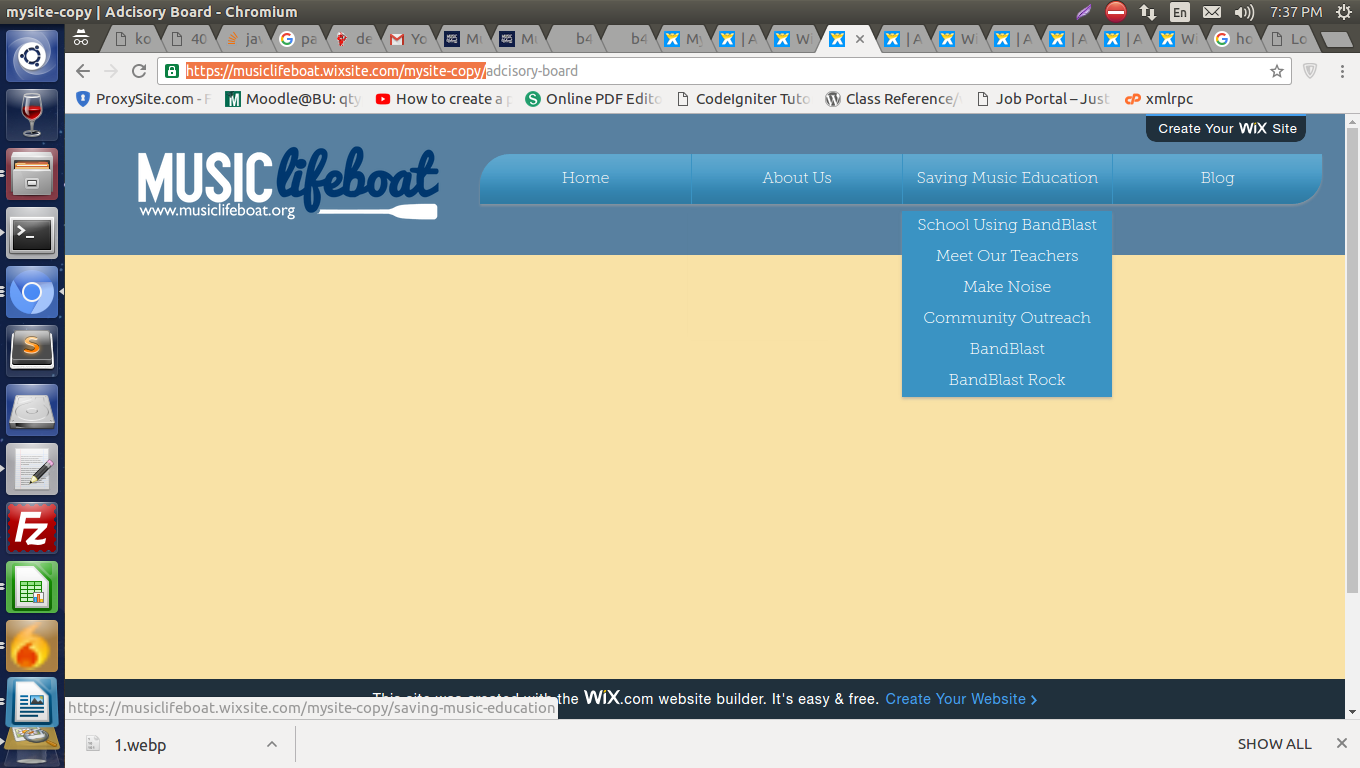 mysite-copy | Adcisory Board - Chromium
En
7:37 PM
ko
40
jav
pa
de
Yo
Mu
Mu
b4
b4
My
| A
Wi
| A
Wi
| A
| A
| A
Wi
ho
Lo
https://musiclifeboat.wixsite.com/mysite-copy/adcisory-board
ProxySite.com - F
Moodle@BU: qty
How to create a p
Online PDF Edito
CodeIgniter Tuto
Class Reference/
Job Portal – Just
xmlrpc
Create Your WiX Site
MUSIC lifeboat
www.musiclifeboat.org
Home
About Us
Saving Music Education
Blog
School Using BandBlast
Meet Our Teachers
Make Noise
Community Outreach
BandBlast
BandBlast Rock
This site was created with the WiX.com website builder. It's easy & free. Create Your Website >
https://musiclifeboat.wixsite.com/mysite-copy/saving-music-education
1.webp
SHOW ALL